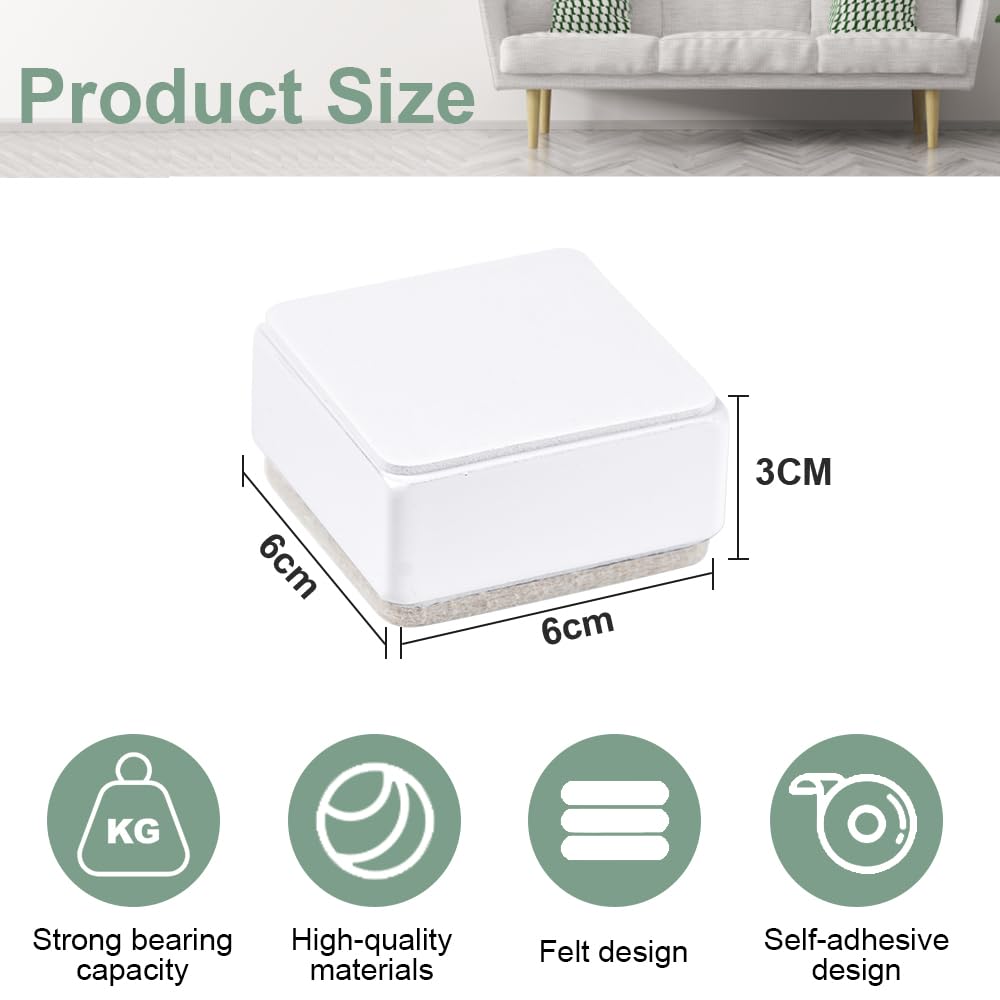 Product Size
3CM
6cm
6cm
KG
Strong bearing
capacity
High-quality
materials
Felt design
Self-adhesive
design